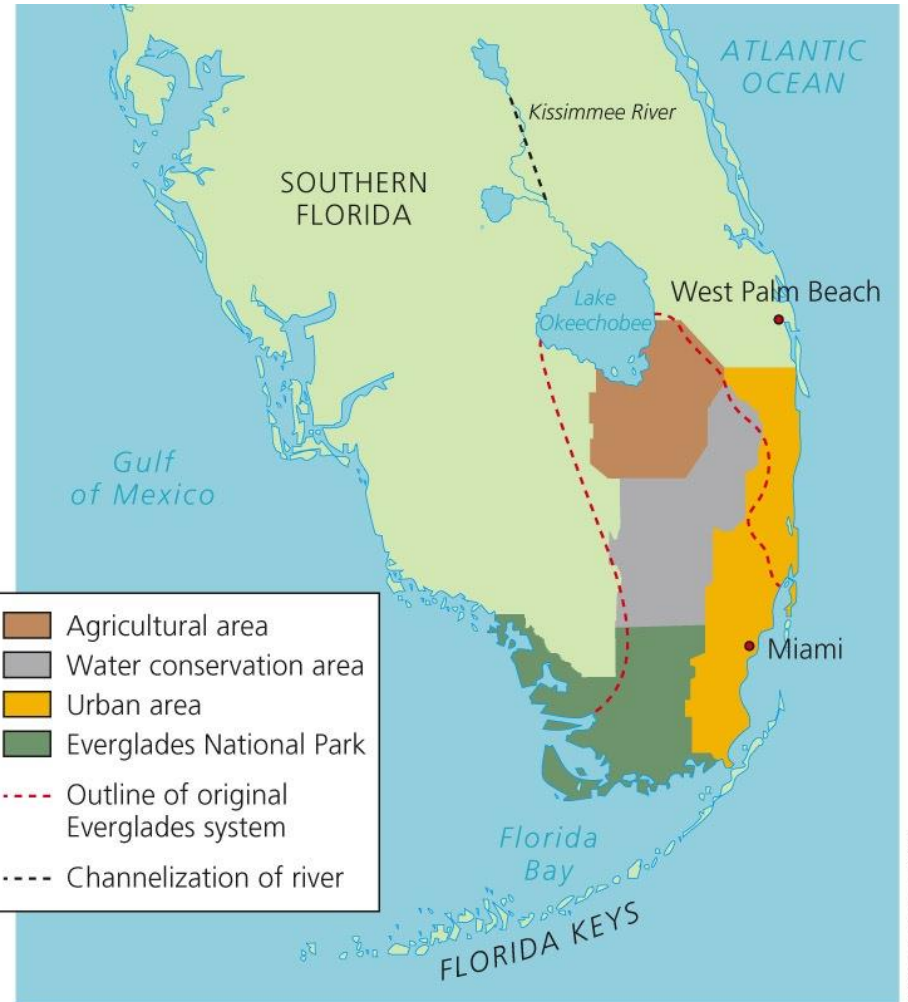 ATLANTIC
OCEAN
Kissimmee River
SOUTHERN
FLORIDA
Lake
Okeechobee
West Palm Beach
Gulf
of Mexico
Agricultural area
Water conservation area
Urban area
Everglades National Park
Outline of original
Everglades system
Channelization of river
Miami
Florida
Bay
FLORIDA KEYS